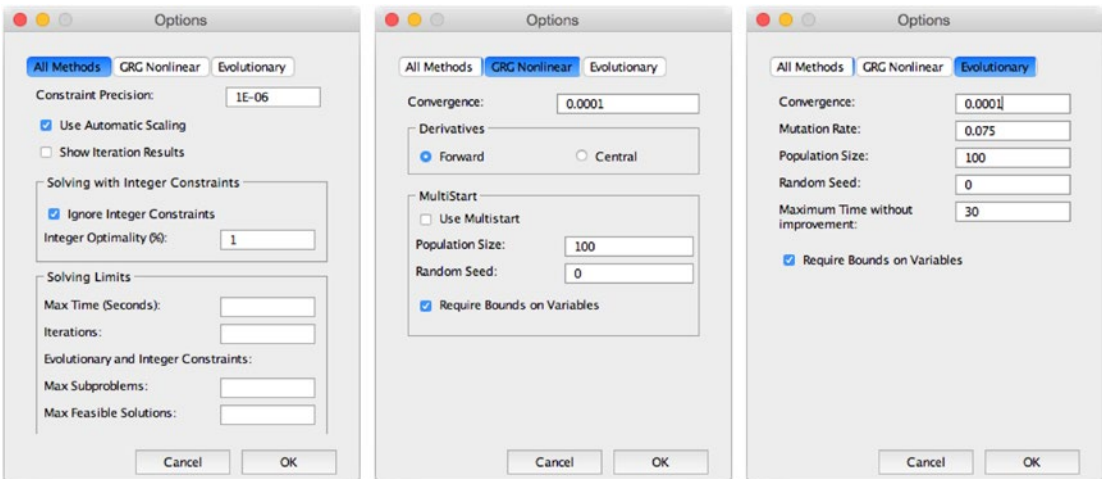 Options
All Methods GRG Nonlinear Evolutionary
Constraint Precision: 1E-06
Use Automatic Scaling
Show Iteration Results
Solving with Integer Constraints
Ignore Integer Constraints
Integer Optimality (%): 1
Solving Limits
Max Time (Seconds):
Iterations:
Evolutionary and Integer Constraints:
Max Subproblems:
Max Feasible Solutions:
Cancel OK
Options
All Methods GRG Nonlinear Evolutionary
Convergence: 0.0001
Derivatives
Forward Central
MultiStart
Use Multistart
Population Size: 100
Random Seed: 0
Require Bounds on Variables
Cancel OK
Options
All Methods GRG Nonlinear Evolutionary
Convergence: 0.0001
Mutation Rate: 0.075
Population Size: 100
Random Seed: 0
Maximum Time without 30
improvement:
Require Bounds on Variables
Cancel OK